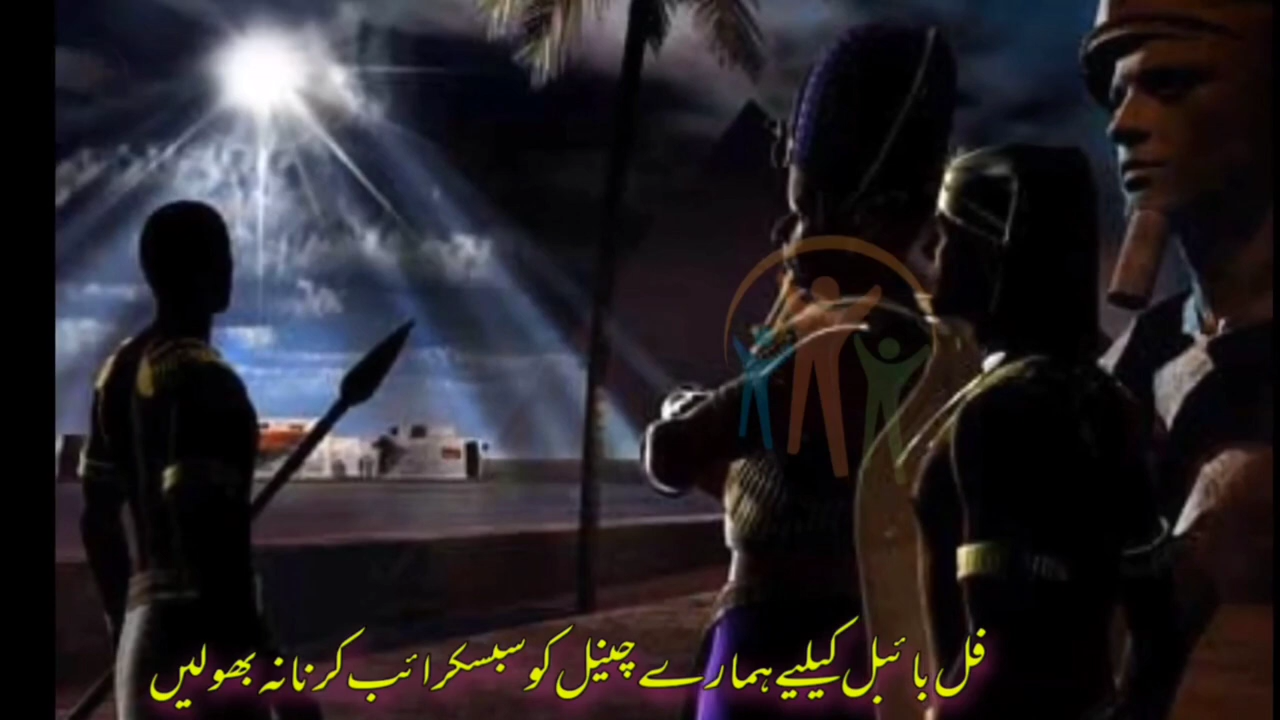 فل بائبل کیلیے ہمارے چینل کو سبسکرائب کرنا نہ بھولیں